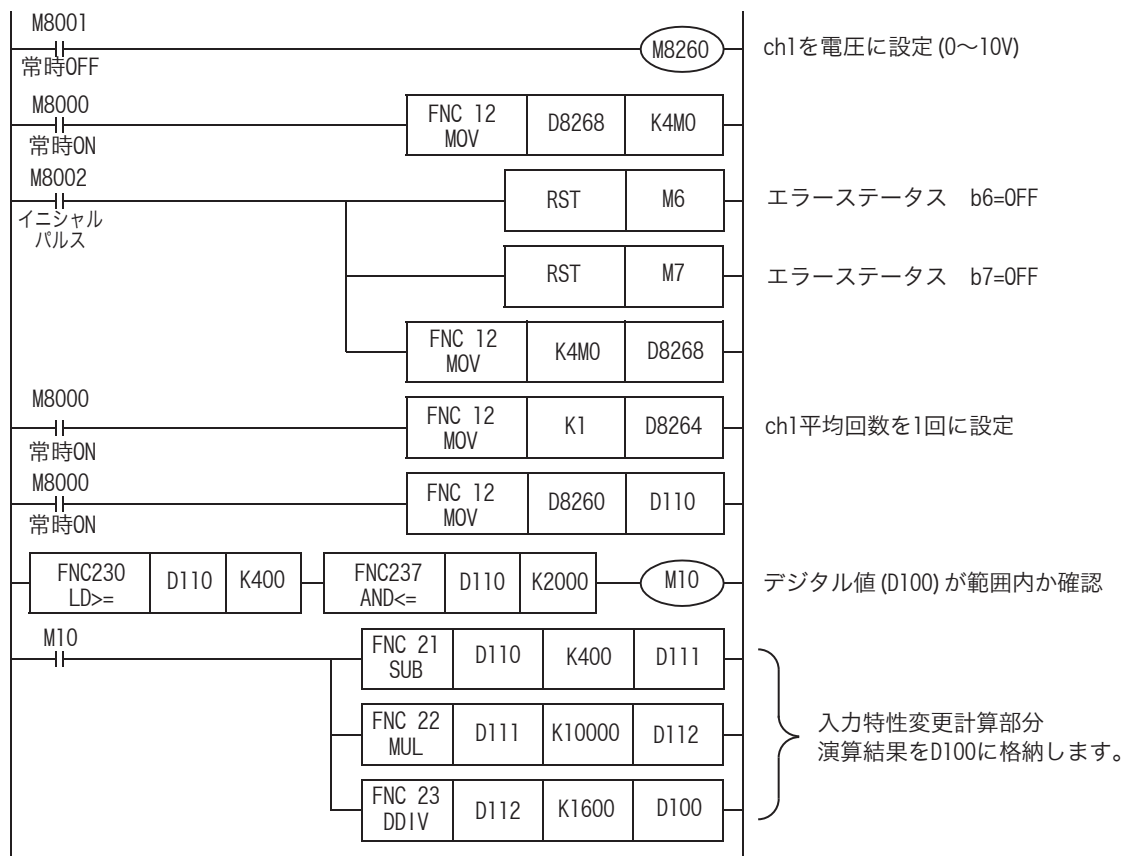 M8001
常時OFF
M8260
ch1を電圧に設定 (0～10V)
M8000
常時ON
FNC 12
MOV
D8268
K4M0
M8002
イニシャル
パルス
RST
M6
エラーステータス　b6=OFF
RST
M7
エラーステータス　b7=OFF
FNC 12
MOV
K4M0
D8268
M8000
常時ON
FNC 12
MOV
K1
D8264
ch1平均回数を1回に設定
M8000
常時ON
FNC 12
MOV
D8260
D110
FNC230
LD>=
D110
K400
FNC237
AND<=
D110
K2000
M10
デジタル値 (D100) が範囲内か確認
M10
FNC 21
SUB
D110
K400
D111
FNC 22
MUL
D111
K10000
D112
FNC 23
DDIV
D112
K1600
D100
入力特性変更計算部分
演算結果をD100に格納します。